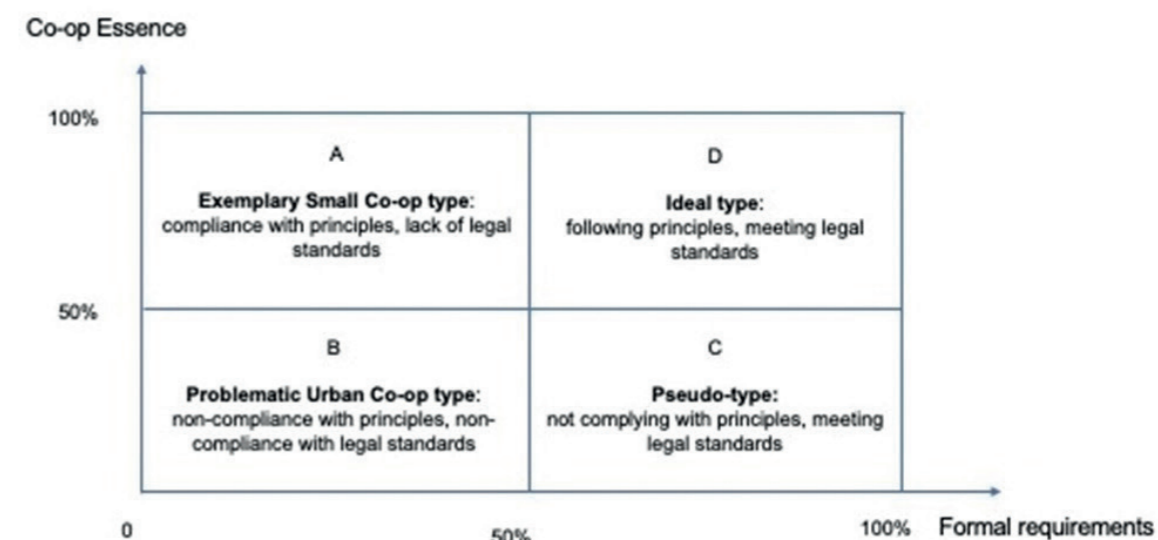 Co-op Essence
100%
A
Exemplary Small Co-op type:
compliance with principles, lack of legal
standards
D
Ideal type:
following principles, meeting legal
standards
50%
B
Problematic Urban Co-op type:
non-compliance with principles, non-
compliance with legal standards
C
Pseudo-type:
not complying with principles, meeting
legal standards
0
50%
100%
Formal requirements